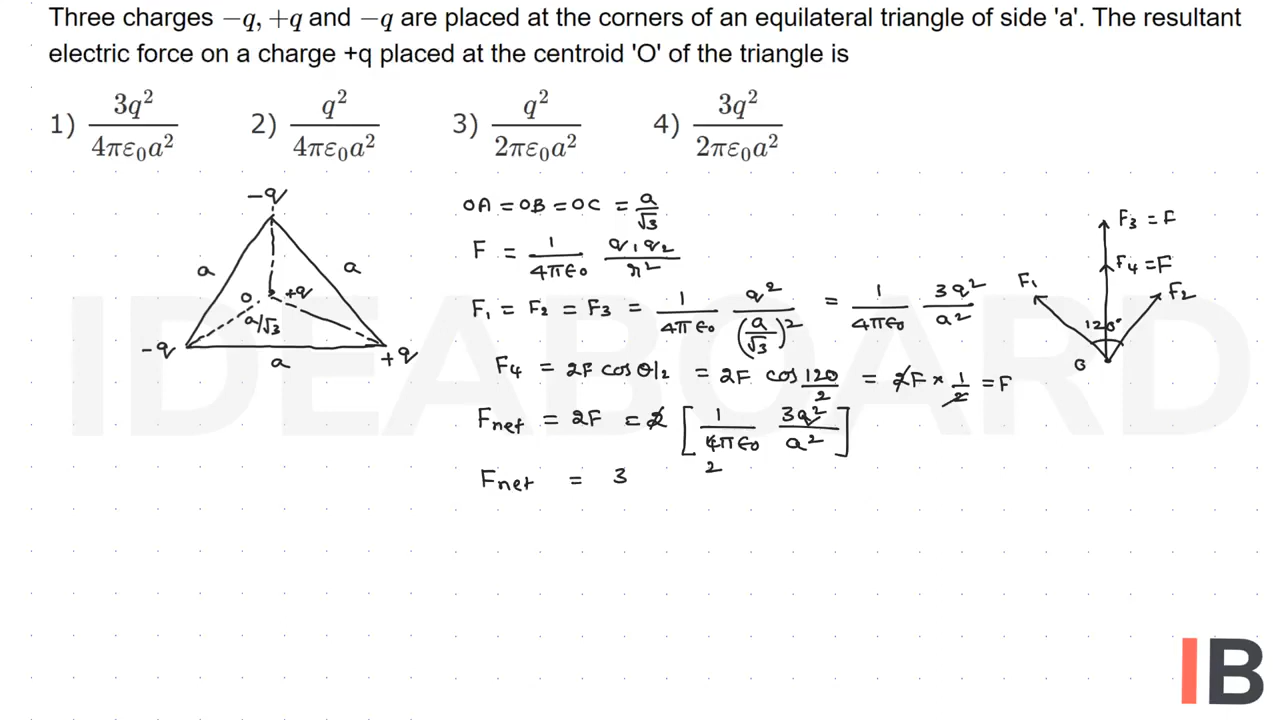 Three charges −q, +q and −q are placed at the corners of an equilateral triangle of side 'a'. The resultant
electric force on a charge +q placed at the centroid 'O' of the triangle is
1) 3q²/4πε₀a² 2) q²/4πε₀a² 3) q²/2πε₀a² 4) 3q²/2πε₀a²
-q
a a
O +q
a/√3
-q +q
a
OA = OB = OC = a/√3
F = 1/4πε₀ q₁q₂/r²
F₁ = F₂ = F₃ = 1/4πε₀ q²/(a/√3)² = 1/4πε₀ 3q²/a²
F₄ = 2F cos θ/2 = 2F cos 120/2 = 2F × 1/2 = F
Fnet = 2F = 2 [1/4πε₀ 3q²/a²]
2
Fnet = 3
F₃ = F
F₄ = F
F₁ F₂
120°
IDEABOARD
IB